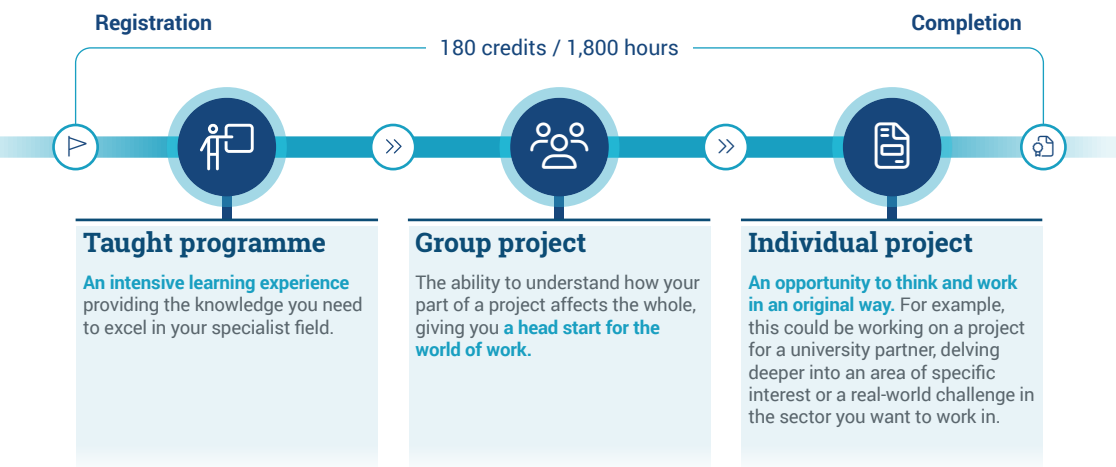 Registration
Completion
180 credits / 1,800 hours
Taught programme
An intensive learning experience
providing the knowledge you need
to excel in your specialist field.
Group project
The ability to understand how your
part of a project affects the whole,
giving you a head start for the
world of work.
Individual project
An opportunity to think and work
in an original way. For example,
this could be working on a project
for a university partner, delving
deeper into an area of specific
interest or a real-world challenge in
the sector you want to work in.